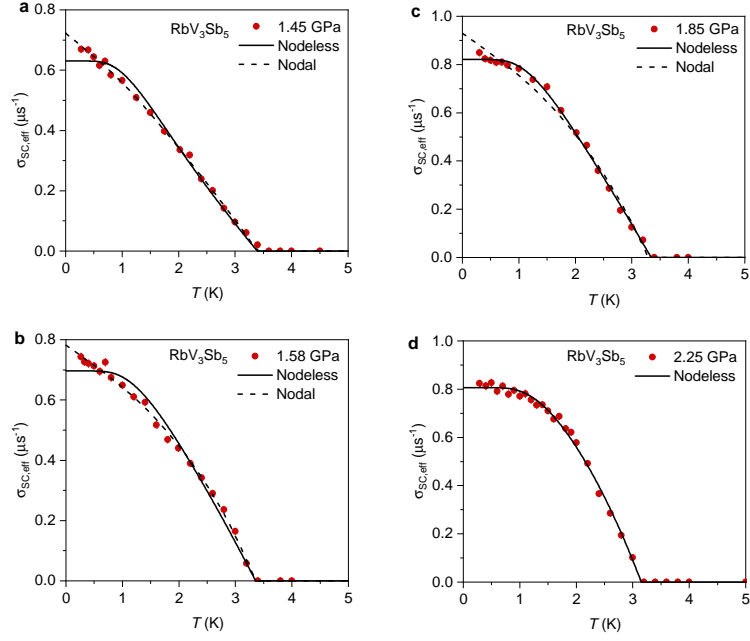 a
RbV₃Sb₅
1.45 GPa
Nodeless
Nodal
σSC,eff (µs⁻¹)
0.8
0.6
0.4
0.2
0.0
0 1 2 3 4 5
T (K)
c
RbV₃Sb₅
1.85 GPa
Nodeless
Nodal
σSC,eff (µs⁻¹)
1.0
0.8
0.6
0.4
0.2
0.0
0 1 2 3 4 5
T (K)
b
RbV₃Sb₅
1.58 GPa
Nodeless
Nodal
σSC,eff (µs⁻¹)
0.8
0.6
0.4
0.2
0.0
0 1 2 3 4 5
T (K)
d
RbV₃Sb₅
2.25 GPa
Nodeless
σSC,eff (µs⁻¹)
1.0
0.8
0.6
0.4
0.2
0.0
0 1 2 3 4 5
T (K)